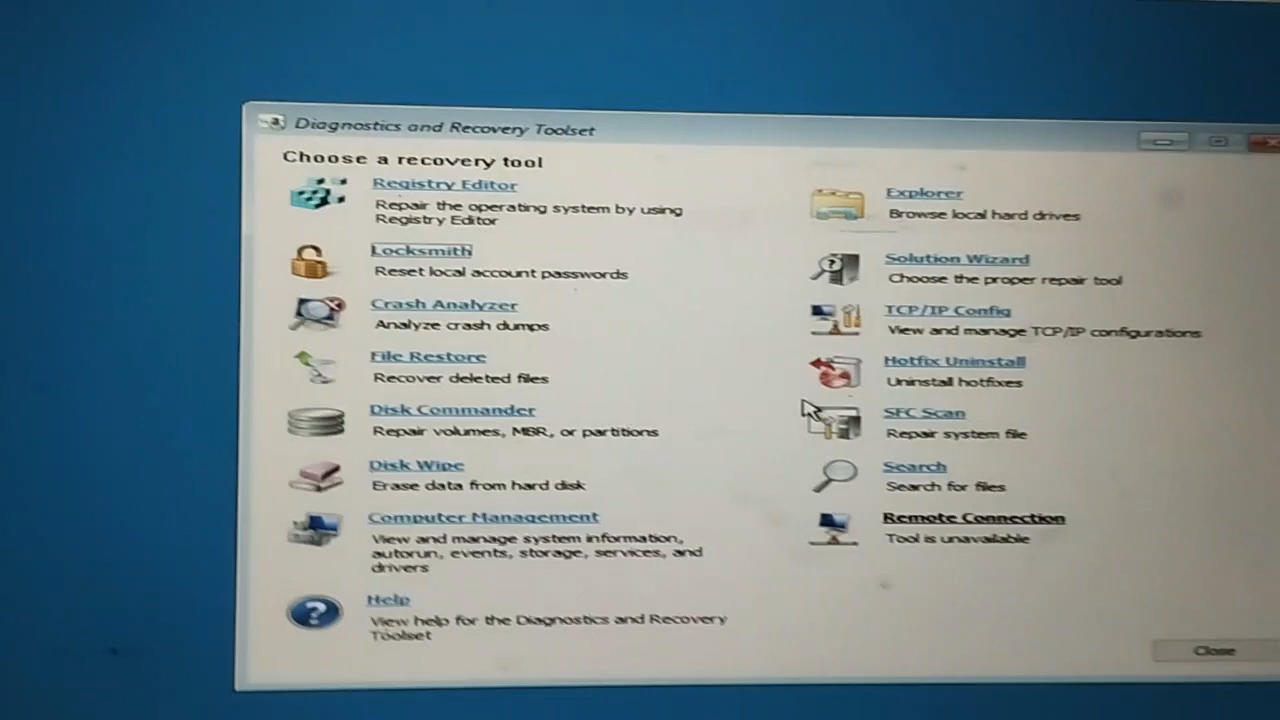 Diagnostics and Recovery Toolset
Choose a recovery tool
Registry Editor
Repair the operating system by using
Registry Editor
Locksmith
Reset local account passwords
Crash Analyzer
Analyze crash dumps
File Restore
Recover deleted files
Disk Commander
Repair volumes, MBR, or partitions
Disk Wipe
Erase data from hard disk
Computer Management
View and manage system information,
autorun, events, storage, services, and
drivers
Help
View help for the Diagnostics and Recovery
Toolset
Explorer
Browse local hard drives
Solution Wizard
Choose the proper repair tool
TCP/IP Config
View and manage TCP/IP configurations
Hotfix Uninstall
Uninstall hotfixes
SFC Scan
Repair system file
Search
Search for files
Remote Connection
Tool is unavailable
Close